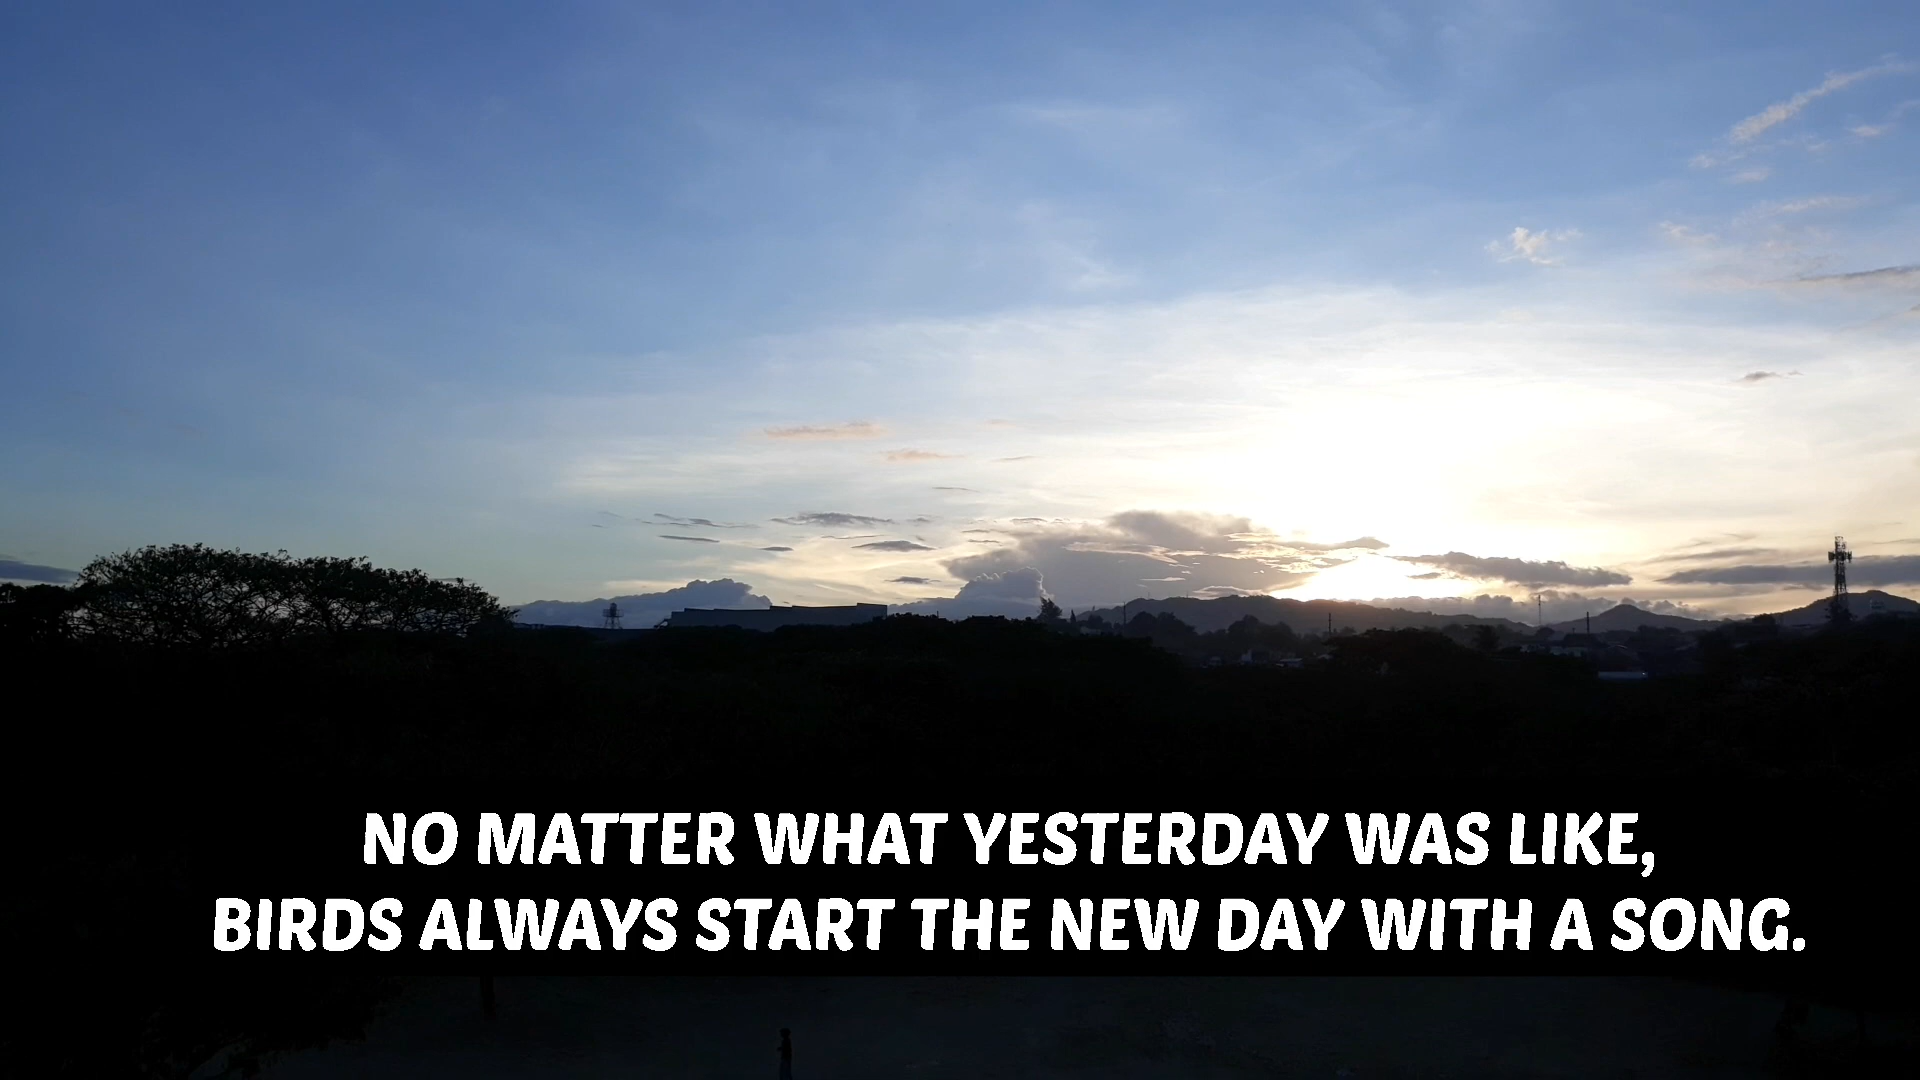 NO MATTER WHAT YESTERDAY WAS LIKE,
BIRDS ALWAYS START THE NEW DAY WITH A SONG.